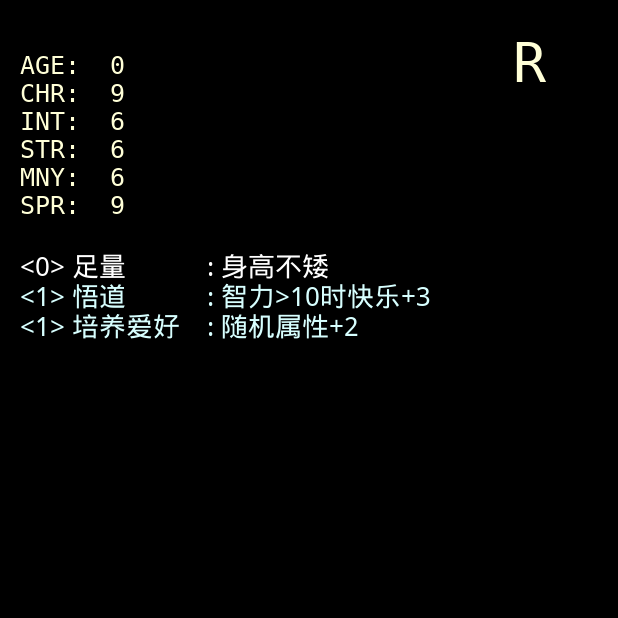 R
AGE: 0
CHR: 9
INT: 6
STR: 6
MNY: 6
SPR: 9
<0> 足量 : 身高不矮
<1> 悟道 : 智力>10时快乐+3
<1> 培养爱好 : 随机属性+2